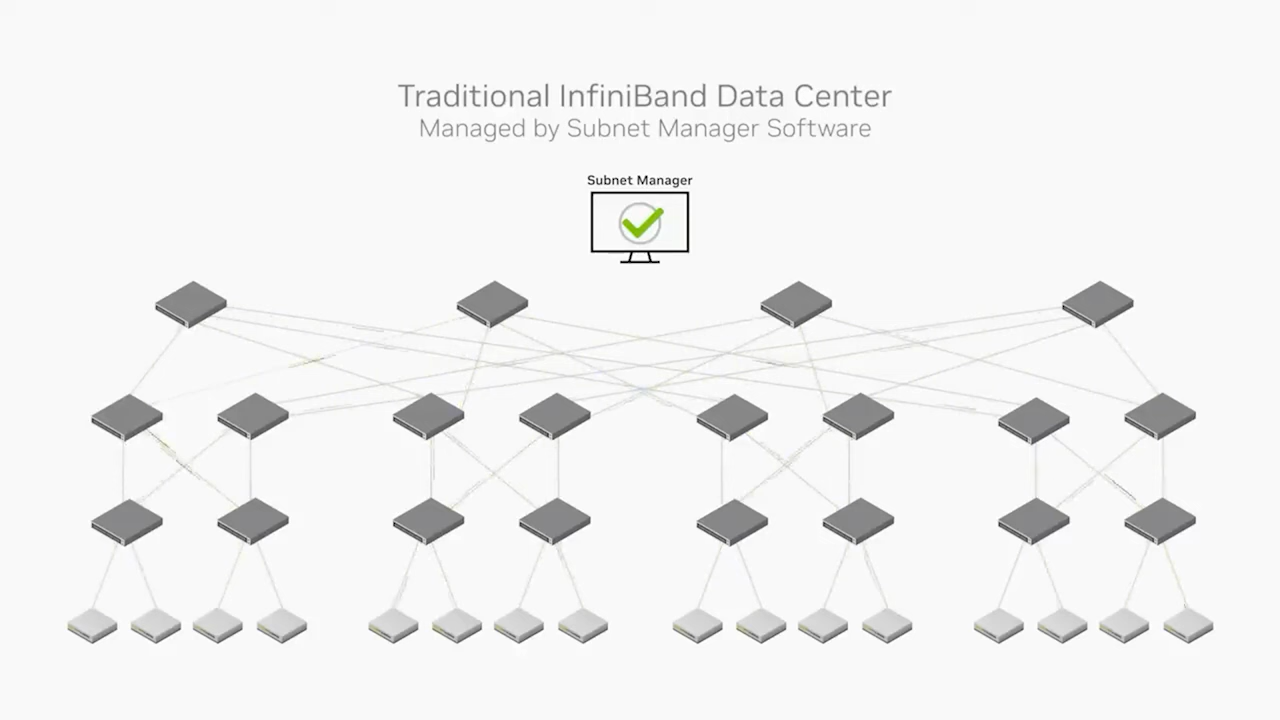 Traditional InfiniBand Data Center
Managed by Subnet Manager Software
Subnet Manager